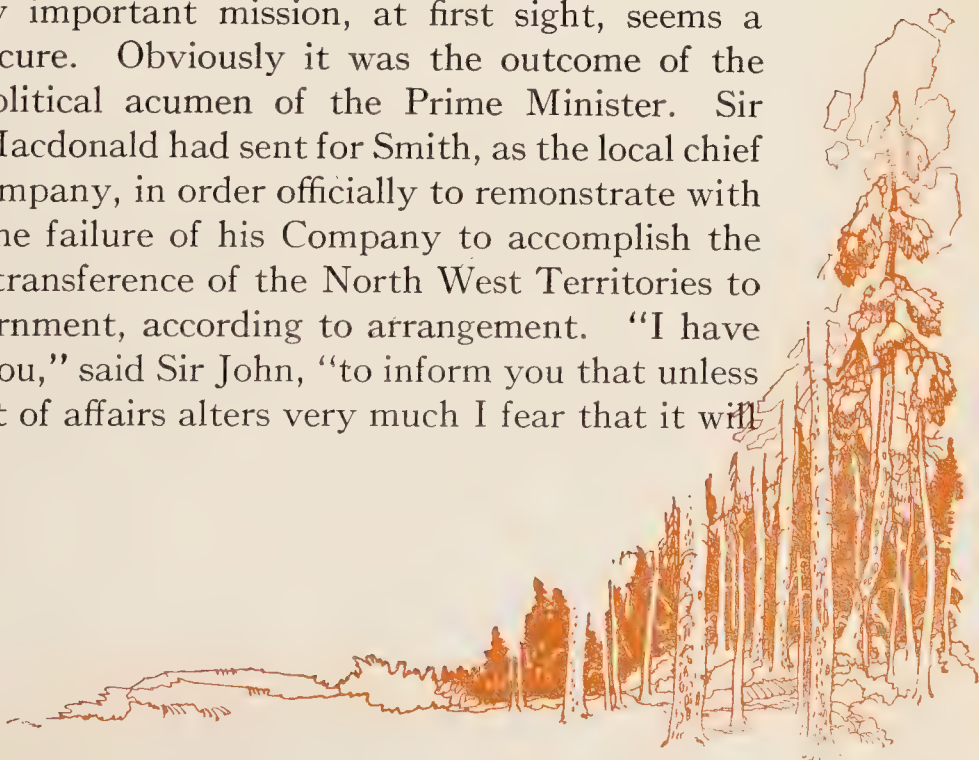 important mission, at first sight, seems a
cure. Obviously it was the outcome of the
olitical acumen of the Prime Minister. Sir
acdonald had sent for Smith, as the local chief
mpany, in order officially to remonstrate with
he failure of his Company to accomplish the
transference of the North West Territories to
rnment, according to arrangement. “I have
ou,” said Sir John, “to inform you that unless
t of affairs alters very much I fear that it will